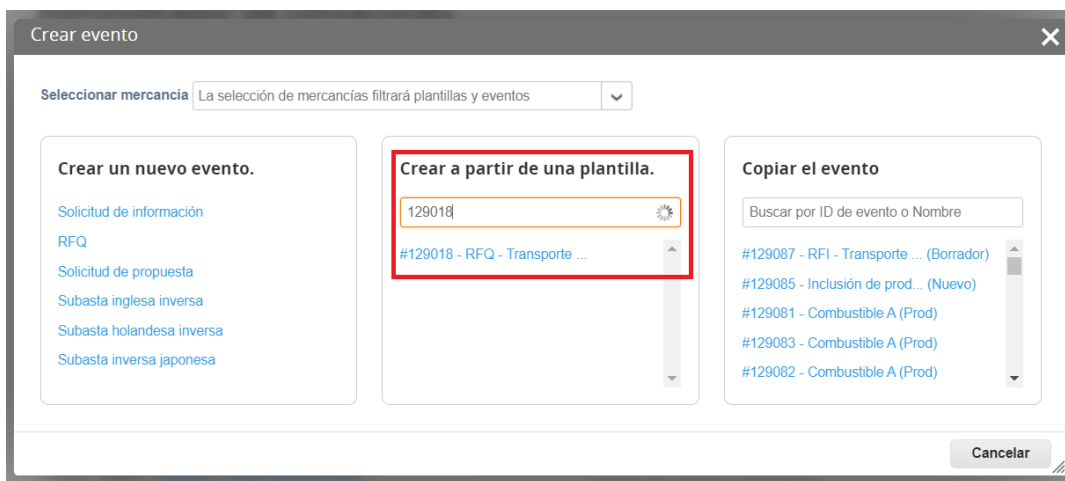 Crear evento
Seleccionar mercancía La selección de mercancías filtrará plantillas y eventos
Crear un nuevo evento.
Solicitud de información
RFQ
Solicitud de propuesta
Subasta inglesa inversa
Subasta holandesa inversa
Subasta inversa japonesa
Crear a partir de una plantilla.
129018
#129018 - RFQ - Transporte ...
Copiar el evento
Buscar por ID de evento o Nombre
#129087 - RFI - Transporte ... (Borrador)
#129085 - Inclusión de prod... (Nuevo)
#129081 - Combustible A (Prod)
#129083 - Combustible A (Prod)
#129082 - Combustible A (Prod)
Cancelar